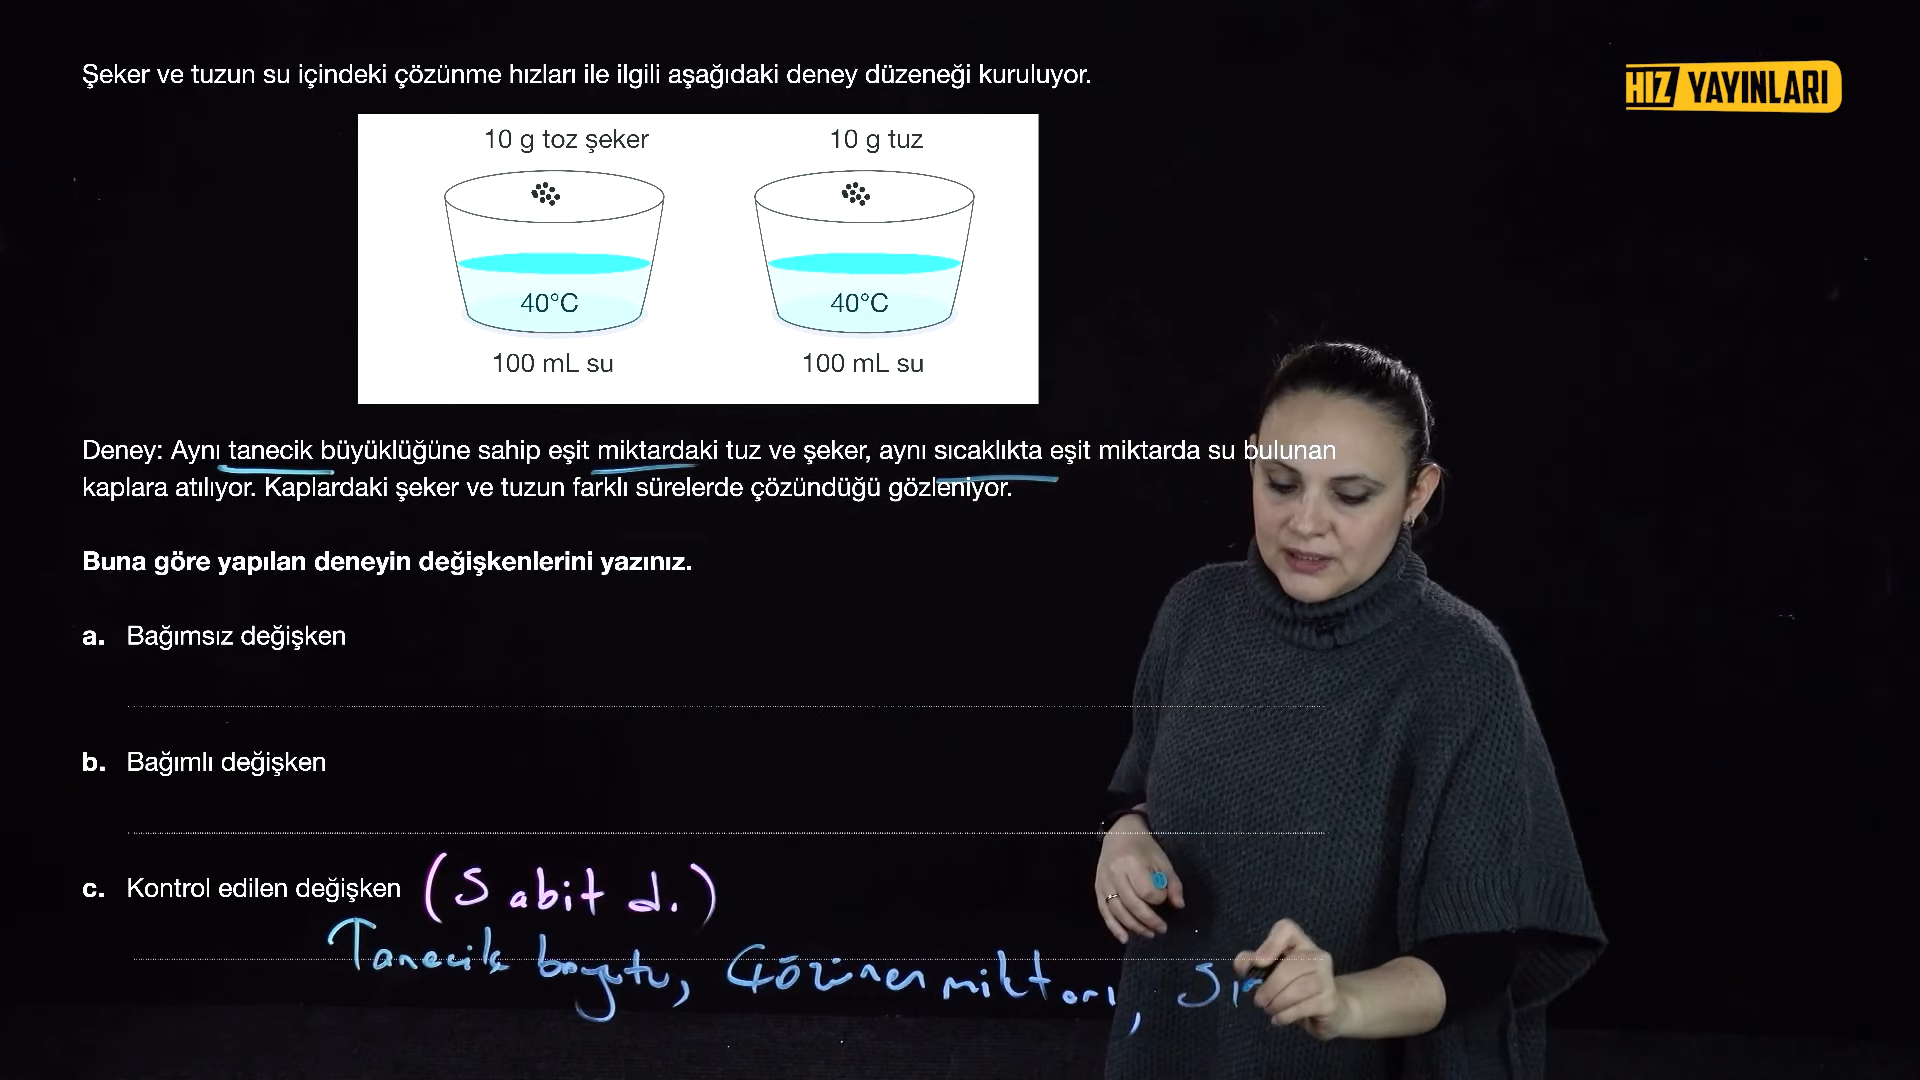 Şeker ve tuzun su içindeki çözünme hızları ile ilgili aşağıdaki deney düzeneği kuruluyor.
HIZ YAYINLARI
10 g toz şeker 10 g tuz
40°C 40°C
100 mL su 100 mL su
Deney: Aynı tanecik büyüklüğüne sahip eşit miktardaki tuz ve şeker, aynı sıcaklıkta eşit miktarda su bulunan
kaplara atılıyor. Kaplardaki şeker ve tuzun farklı sürelerde çözündüğü gözleniyor.
Buna göre yapılan deneyin değişkenlerini yazınız.
a. Bağımsız değişken
b. Bağımlı değişken
c. Kontrol edilen değişken (Sabit d.)
Tanecik boyutu, Çözünen miktarı,